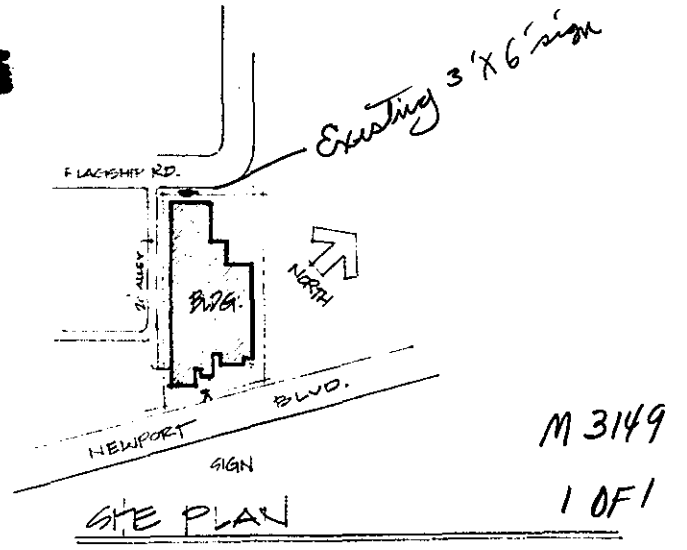 Existing 3'X6' sign
FLAGSHIP RD.
ALLEY
BLDG.
NORTH
NEWPORT BLVD.
SIGN
M 3149
1 OF 1
SITE PLAN